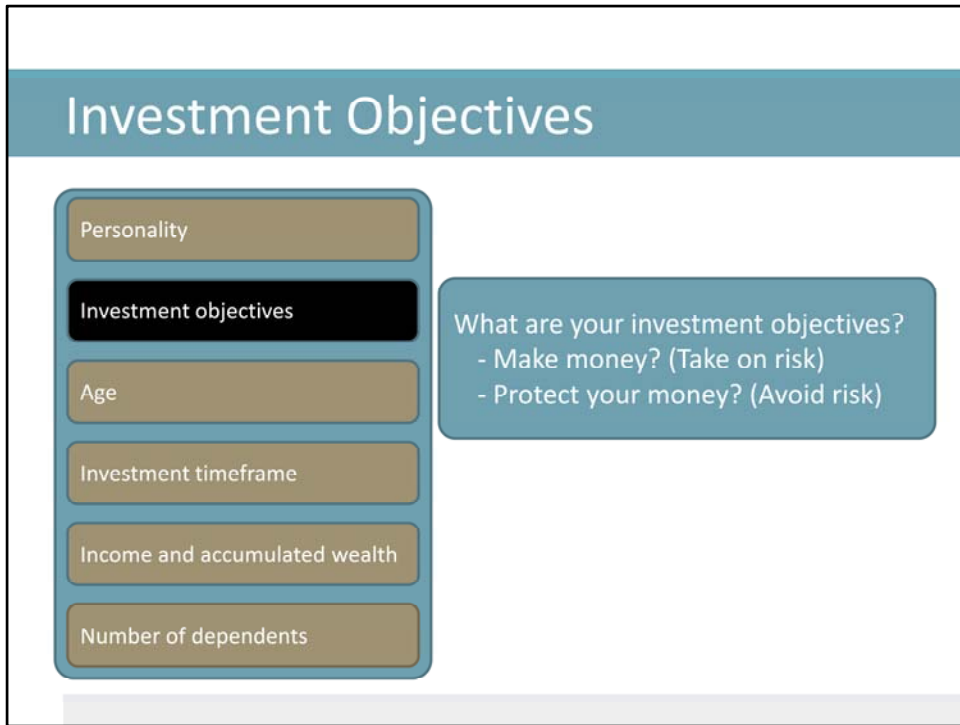 Investment Objectives
Personality
Investment objectives
Age
Investment timeframe
Income and accumulated wealth
Number of dependents
What are your investment objectives?
- Make money? (Take on risk)
- Protect your money? (Avoid risk)